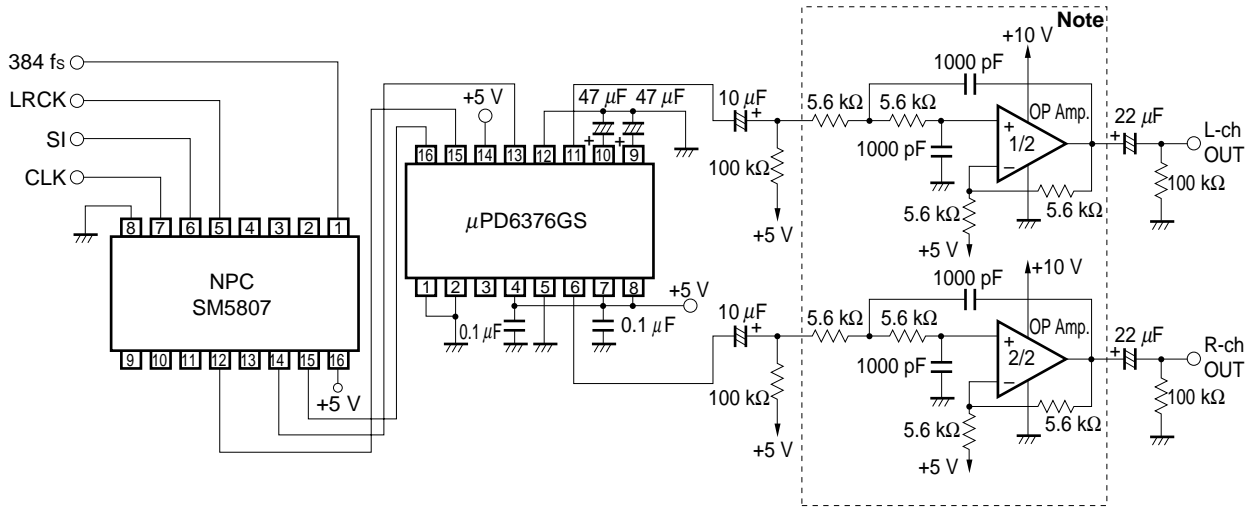 Note
+10 V
384 fs
1000 pF
LRCK
+5 V
47 µF 47 µF
10 µF
5.6 kΩ
5.6 kΩ
OP Amp.
22 µF
SI
+
+
+
+
1/2
−
+
L-ch
OUT
16 15 14 13 12 11 10 9
1000 pF
100 kΩ
100 kΩ
CLK
5.6 kΩ
5.6 kΩ
8 7 6 5 4 3 2 1
µPD6376GS
+5 V
+5 V
NPC
SM5807
1 2 3 4 5 6 7 8
+5 V
1000 pF
+10 V
0.1 µF
0.1 µF
10 µF
5.6 kΩ
5.6 kΩ
OP Amp.
22 µF
+
+
2/2
−
+
R-ch
OUT
9 10 11 12 13 14 15 16
1000 pF
+5 V
100 kΩ
100 kΩ
5.6 kΩ
5.6 kΩ
+5 V
+5 V